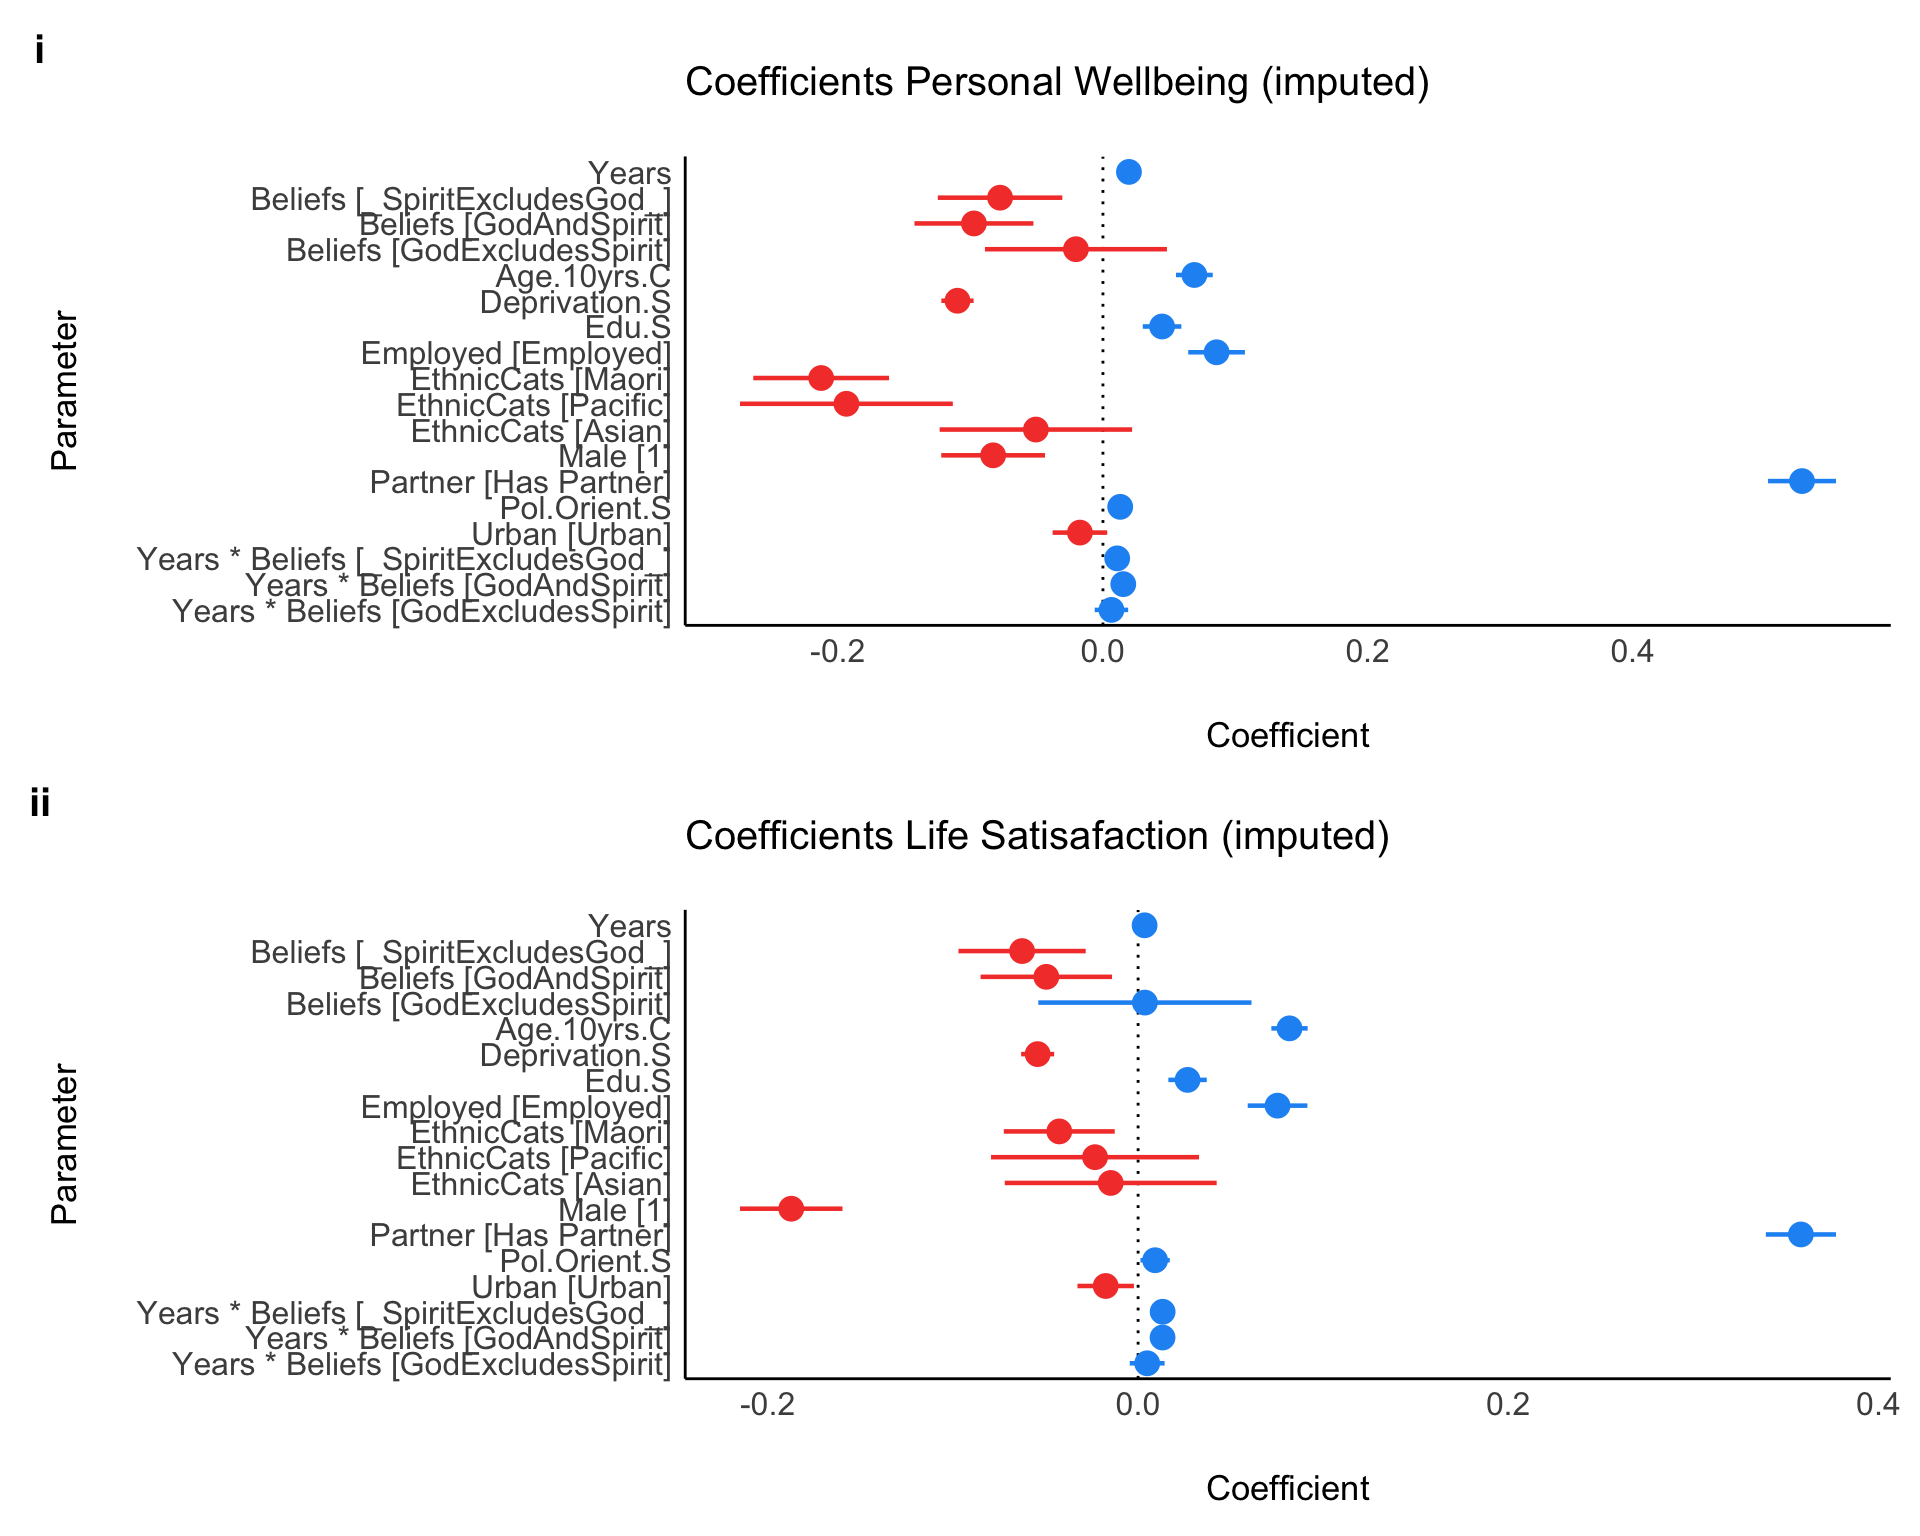 i
Coefficients Personal Wellbeing (imputed)
Parameter
Years
Beliefs [_SpiritExcludesGod_]
Beliefs [GodAndSpirit]
Beliefs [GodExcludesSpirit]
Age.10yrs.C
Deprivation.S
Edu.S
Employed [Employed]
EthnicCats [Maori]
EthnicCats [Pacific]
EthnicCats [Asian]
Male [1]
Partner [Has Partner]
Pol.Orient.S
Urban [Urban]
Years * Beliefs [_SpiritExcludesGod_]
Years * Beliefs [GodAndSpirit]
Years * Beliefs [GodExcludesSpirit]
-0.2 0.0 0.2 0.4
Coefficient
ii
Coefficients Life Satisafaction (imputed)
Parameter
Years
Beliefs [_SpiritExcludesGod_]
Beliefs [GodAndSpirit]
Beliefs [GodExcludesSpirit]
Age.10yrs.C
Deprivation.S
Edu.S
Employed [Employed]
EthnicCats [Maori]
EthnicCats [Pacific]
EthnicCats [Asian]
Male [1]
Partner [Has Partner]
Pol.Orient.S
Urban [Urban]
Years * Beliefs [_SpiritExcludesGod_]
Years * Beliefs [GodAndSpirit]
Years * Beliefs [GodExcludesSpirit]
-0.2 0.0 0.2 0.4
Coefficient